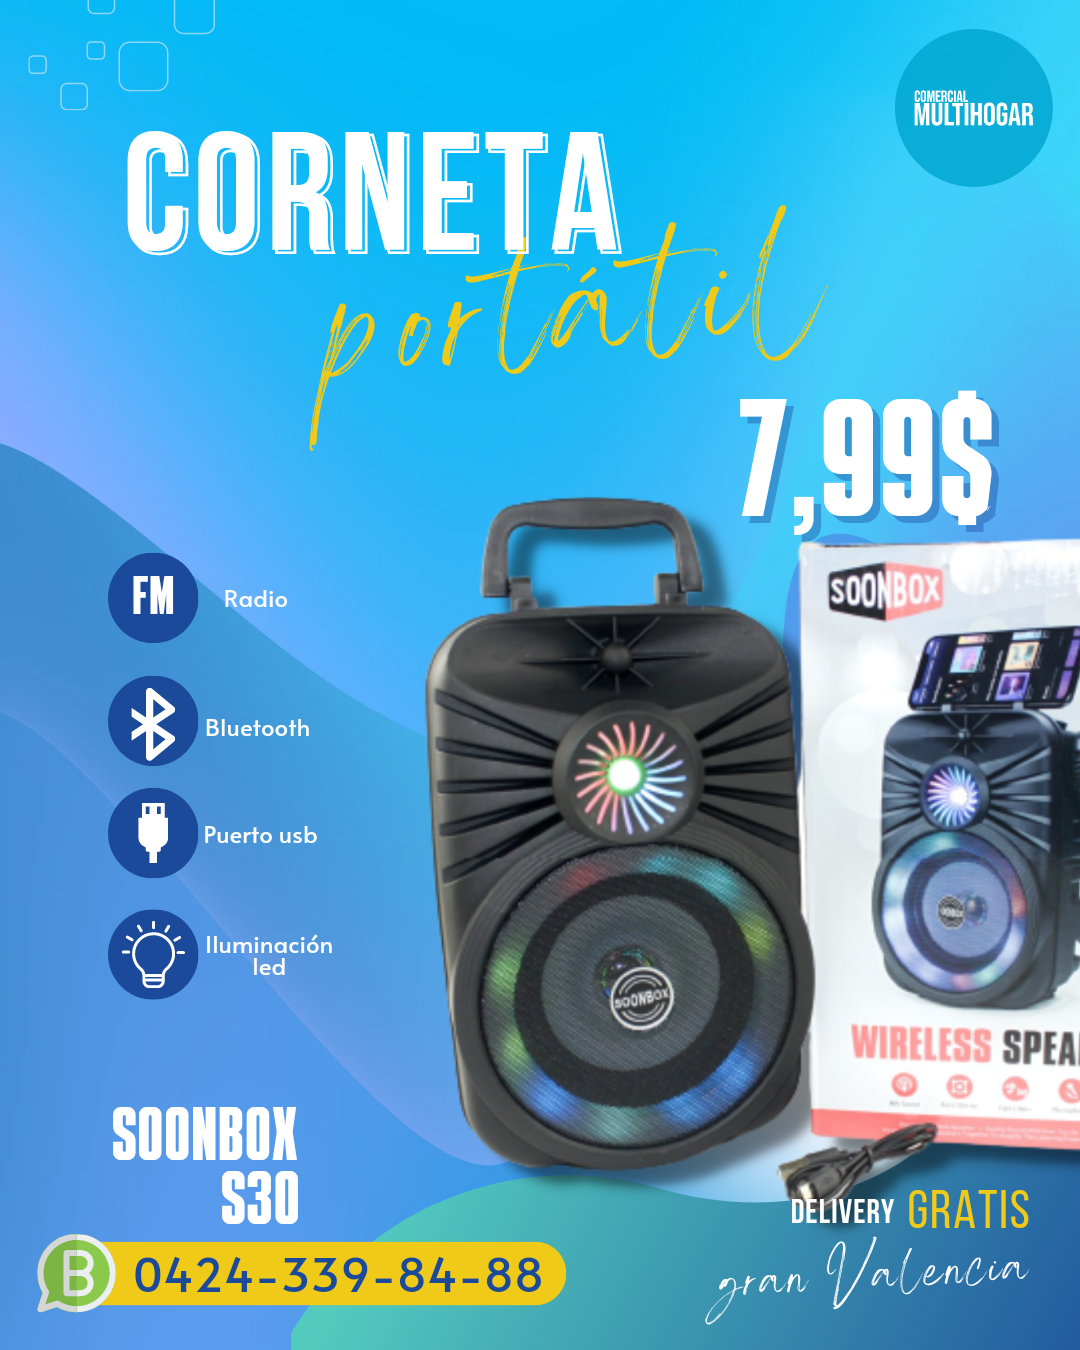 COMERCIAL
MULTIHOGAR
CORNETA
portátil
7,99$
FM Radio
Bluetooth
Puerto usb
Iluminación
led
SOONBOX
SOONBOX
WIRELESS SPEA
SOONBOX
S30
0424-339-84-88
DELIVERY GRATIS
gran Valencia